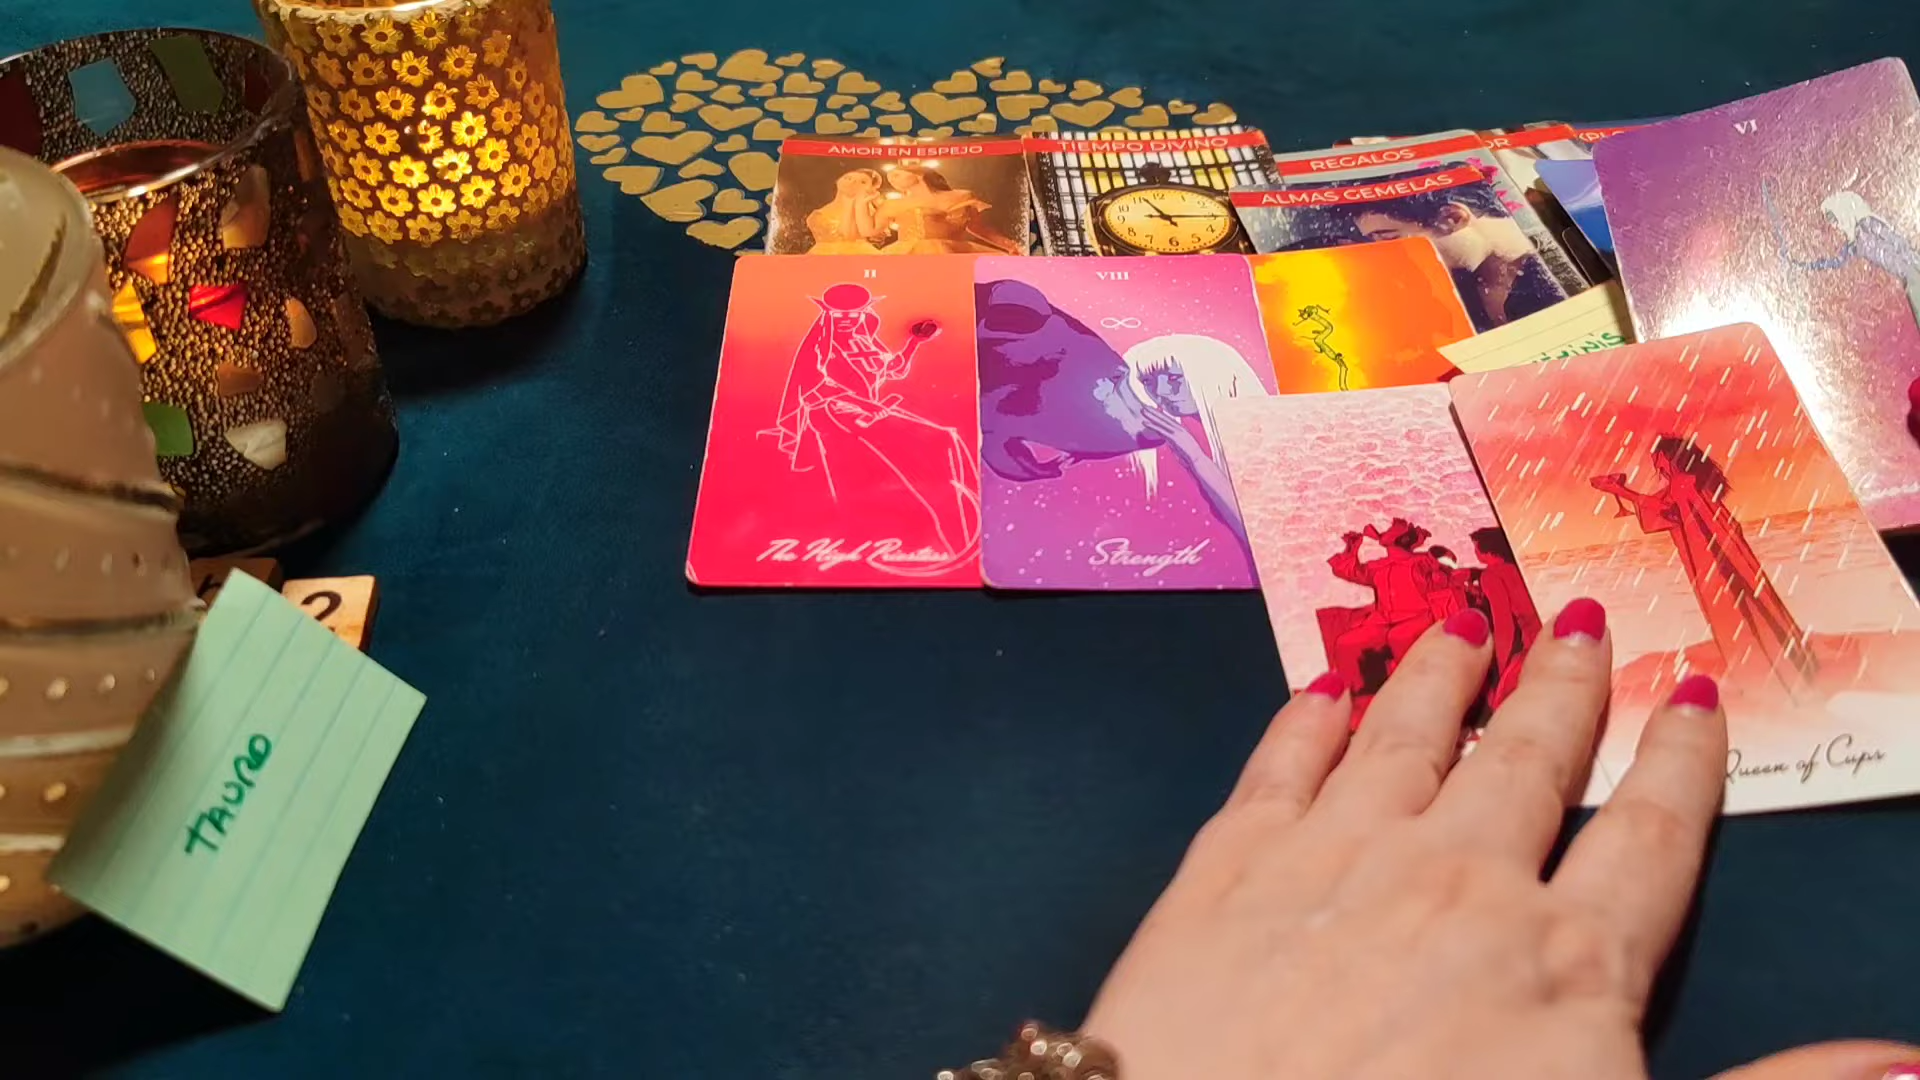 AMOR EN ESPEJO
TIEMPO DIVINO
REGALOS
ALMAS GEMELAS
VI
II
VIII
The High Priestess
Strength
Queen of Cups
2
TAURO